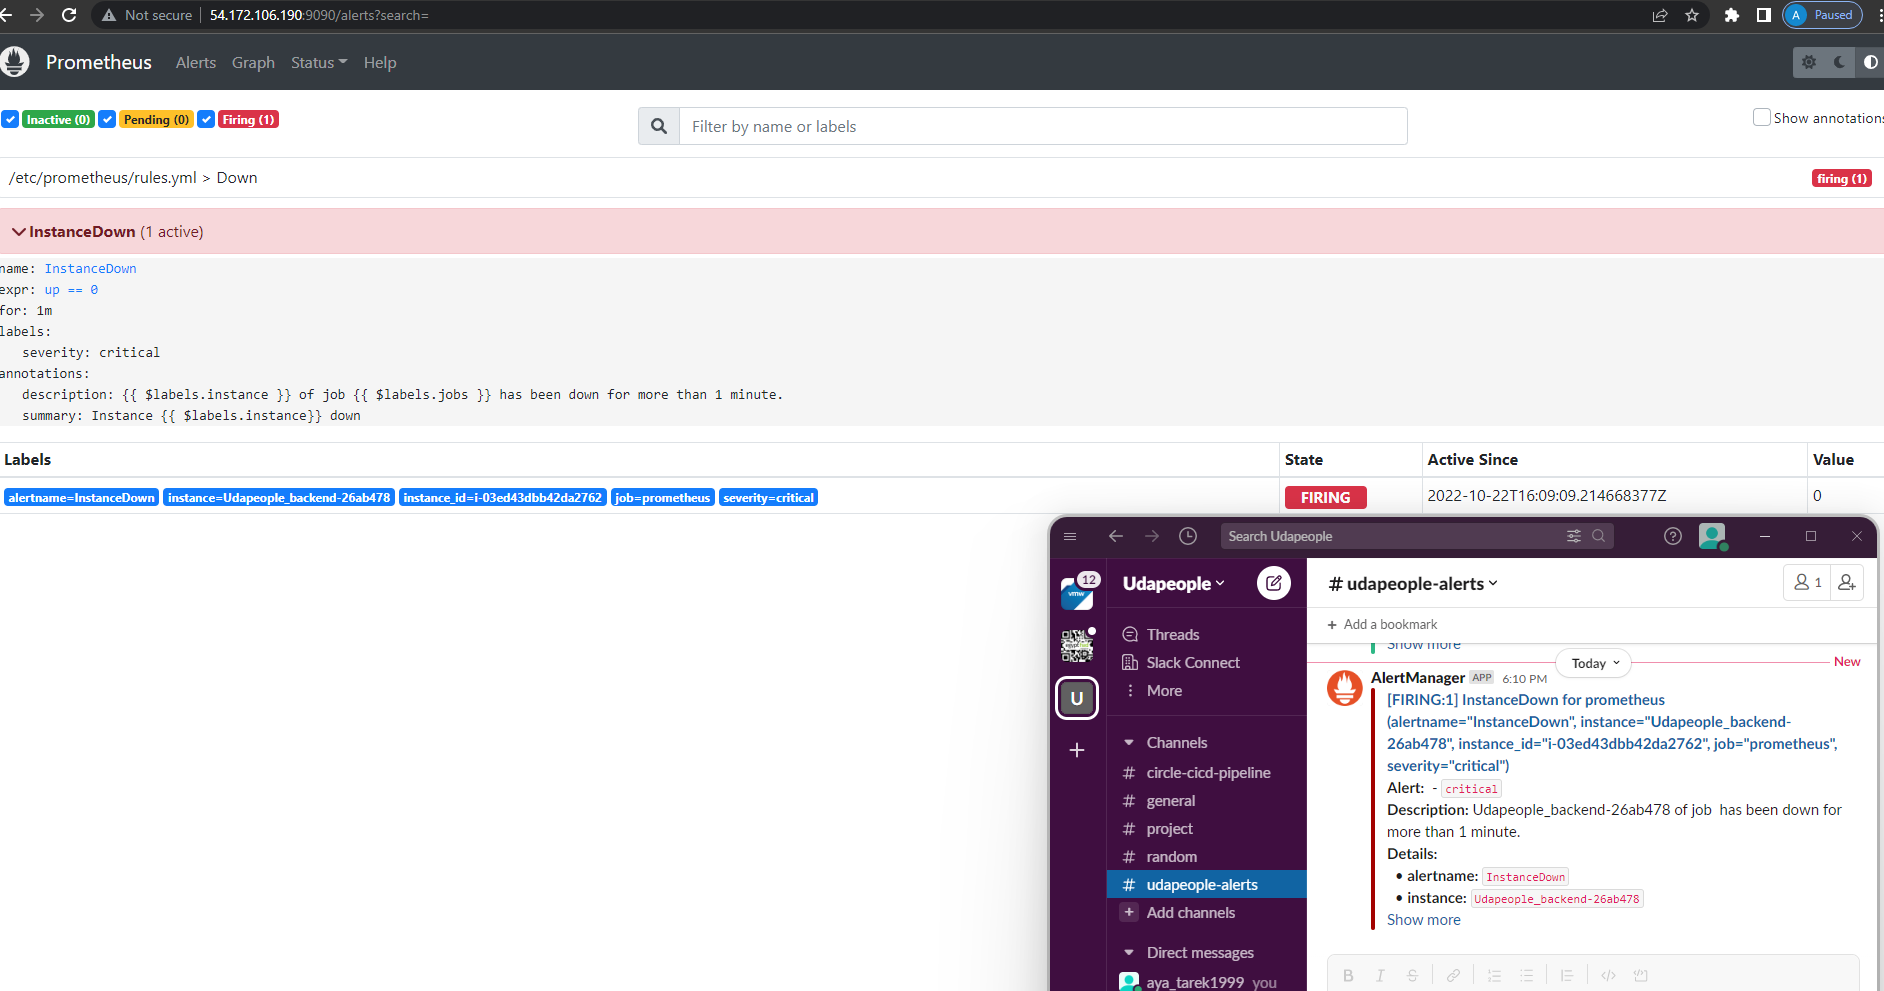 Not secure | 54.172.106.190:9090/alerts?search=
A Paused
Prometheus Alerts Graph Status Help
Inactive (0) Pending (0) Firing (1)
Filter by name or labels
Show annotations
/etc/prometheus/rules.yml > Down
firing (1)
InstanceDown (1 active)
name: InstanceDown
expr: up == 0
for: 1m
labels:
severity: critical
annotations:
description: {{ $labels.instance }} of job {{ $labels.jobs }} has been down for more than 1 minute.
summary: Instance {{ $labels.instance}} down
Labels State Active Since Value
alertname=InstanceDown instance=Udapeople_backend-26ab478 instance_id=i-03ed43dbb42da2762 job=prometheus severity=critical FIRING 2022-10-22T16:09:09.214668377Z 0
Search Udapeople
12
vmw
U
Udapeople
Threads
Slack Connect
More
Channels
# circle-cicd-pipeline
# general
# project
# random
# udapeople-alerts
+ Add channels
Direct messages
aya_tarek1999 you
# udapeople-alerts
1
+ Add a bookmark
Show more
Today
New
AlertManager APP 6:10 PM
[FIRING:1] InstanceDown for prometheus
(alertname="InstanceDown", instance="Udapeople_backend-
26ab478", instance_id="i-03ed43dbb42da2762", job="prometheus",
severity="critical")
Alert: - critical
Description: Udapeople_backend-26ab478 of job has been down for
more than 1 minute.
Details:
• alertname: InstanceDown
• instance: Udapeople_backend-26ab478
Show more